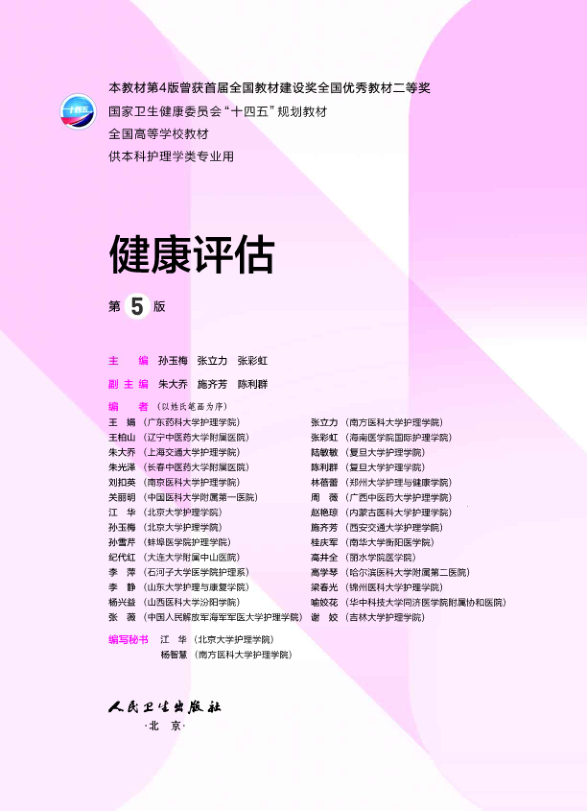 本教材第4版曾获首届全国教材建设奖全国优秀教材二等奖
国家卫生健康委员会“十四五”规划教材
全国高等学校教材
供本科护理学类专业用
健康评估
第5版
主 编 孙玉梅 张立力 张彩虹
副主编 朱大乔 施齐芳 陈利群
编 者（以姓氏笔画为序）
王 嫣（广东药科大学护理学院）
王柏山（辽宁中医药大学附属医院）
朱大乔（上海交通大学护理学院）
朱光泽（长春中医药大学附属医院）
刘扣英（南京医科大学护理学院）
关丽明（中国医科大学附属第一医院）
江 华（北京大学护理学院）
孙玉梅（北京大学护理学院）
孙雪芹（蚌埠医学院护理学院）
纪代红（大连大学附属中山医院）
李 萍（石河子大学医学院护理系）
李 静（山东大学护理与康复学院）
杨兴益（山西医科大学汾阳学院）
张 薇（中国人民解放军海军军医大学护理学院）
张立力（南方医科大学护理学院）
张彩虹（海南医学院国际护理学院）
陆敏敏（复旦大学护理学院）
陈利群（复旦大学护理学院）
林蓓蕾（郑州大学护理与健康学院）
周 薇（广西中医药大学护理学院）
赵艳琼（内蒙古医科大学护理学院）
施齐芳（西安交通大学护理学院）
桂庆军（南华大学衡阳医学院）
高井全（丽水学院医学院）
高学琴（哈尔滨医科大学附属第二医院）
梁春光（锦州医科大学护理学院）
喻姣花（华中科技大学同济医学院附属协和医院）
谢 姣（吉林大学护理学院）
编写秘书 江 华（北京大学护理学院）
杨智慧（南方医科大学护理学院）
人民卫生出版社
·北 京·